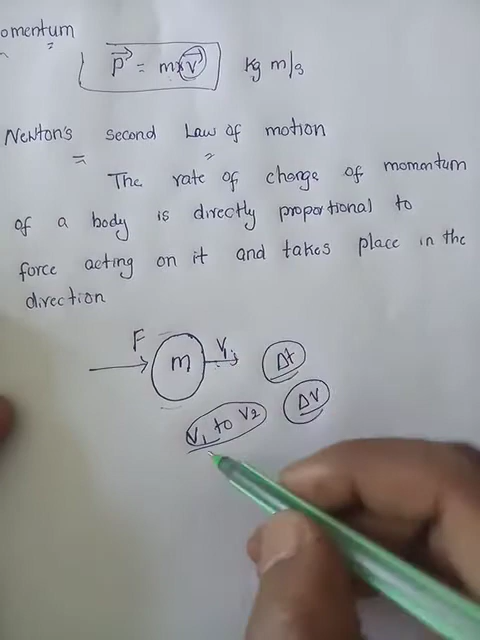 omentum
P = m×v kg m/s
Newton's second Law of motion
The rate of change of momentum
of a body is directly proportional to
force acting on it and takes place in the
direction
F m V₁ Δt
V₁ to V₂ ΔV